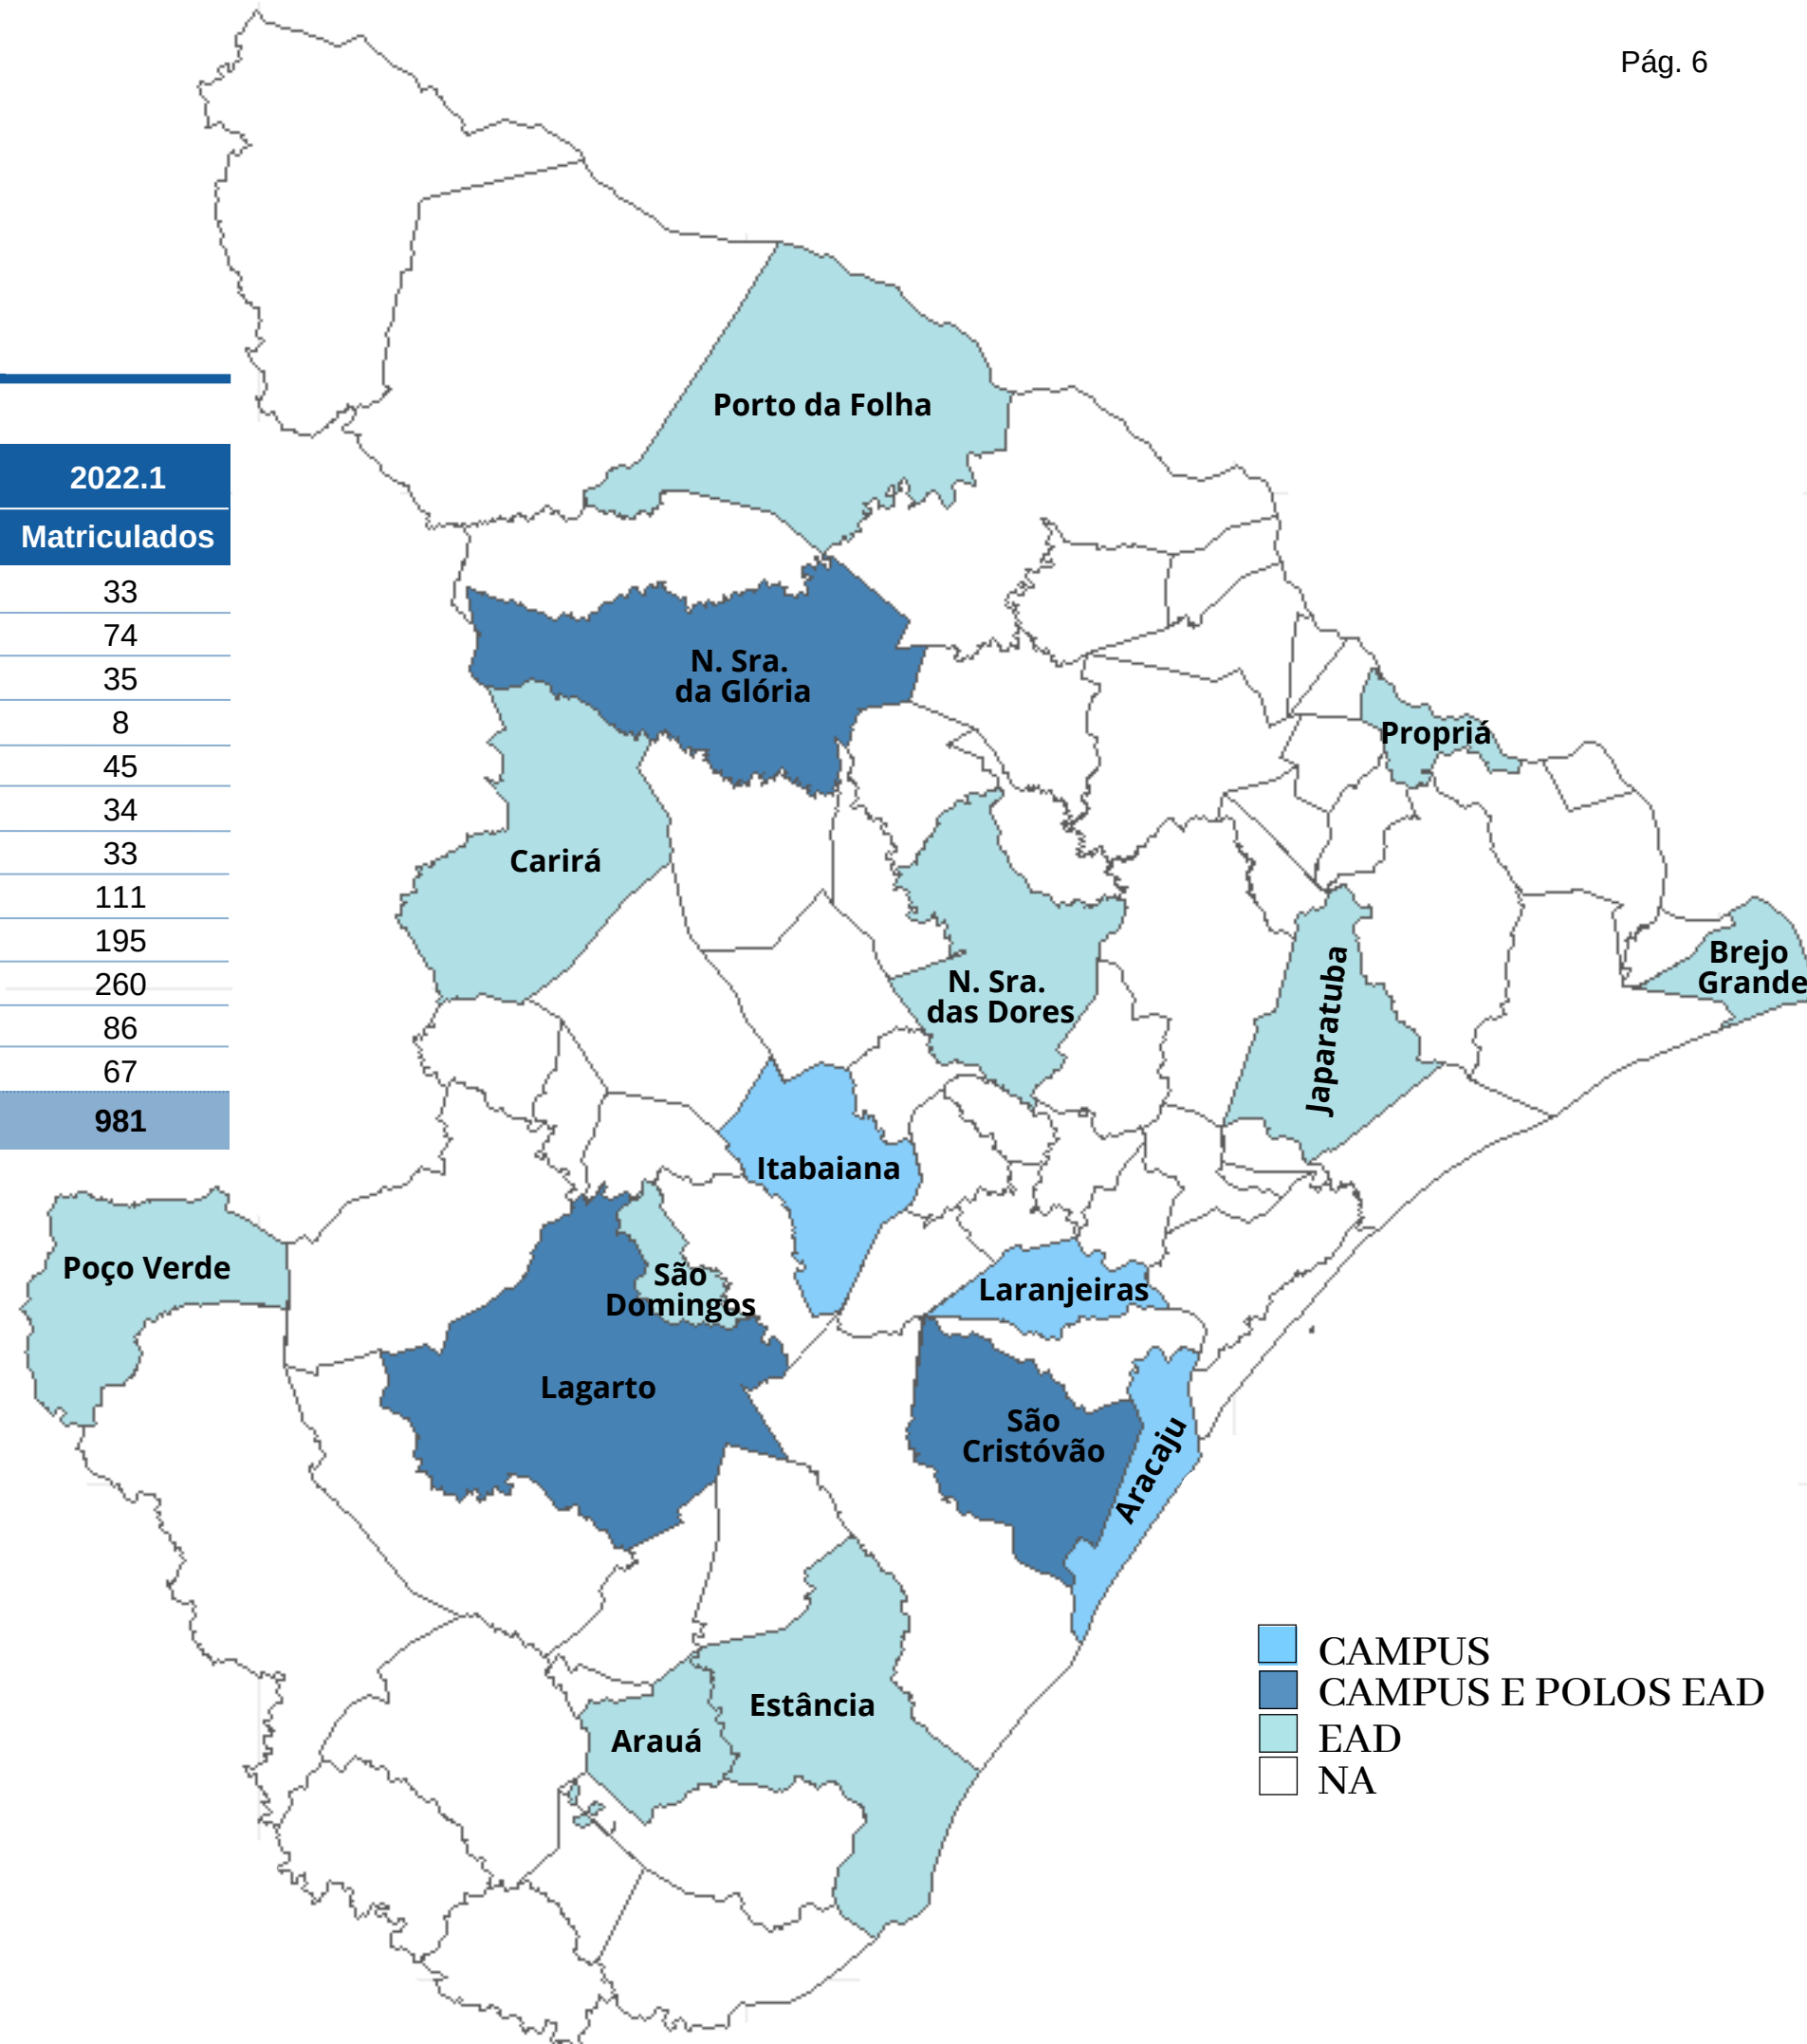 Pág. 6
2022.1
Matriculados
33
74
35
8
45
34
33
111
195
260
86
67
981
Porto da Folha
N. Sra.
da Glória
Propriá
Carirá
Brejo
Grande
N. Sra.
das Dores
Japaratuba
Itabaiana
Poço Verde
São
Domingos
Laranjeiras
Lagarto
São
Cristóvão
Aracaju
Estância
Arauá
CAMPUS
CAMPUS E POLOS EAD
EAD
NA